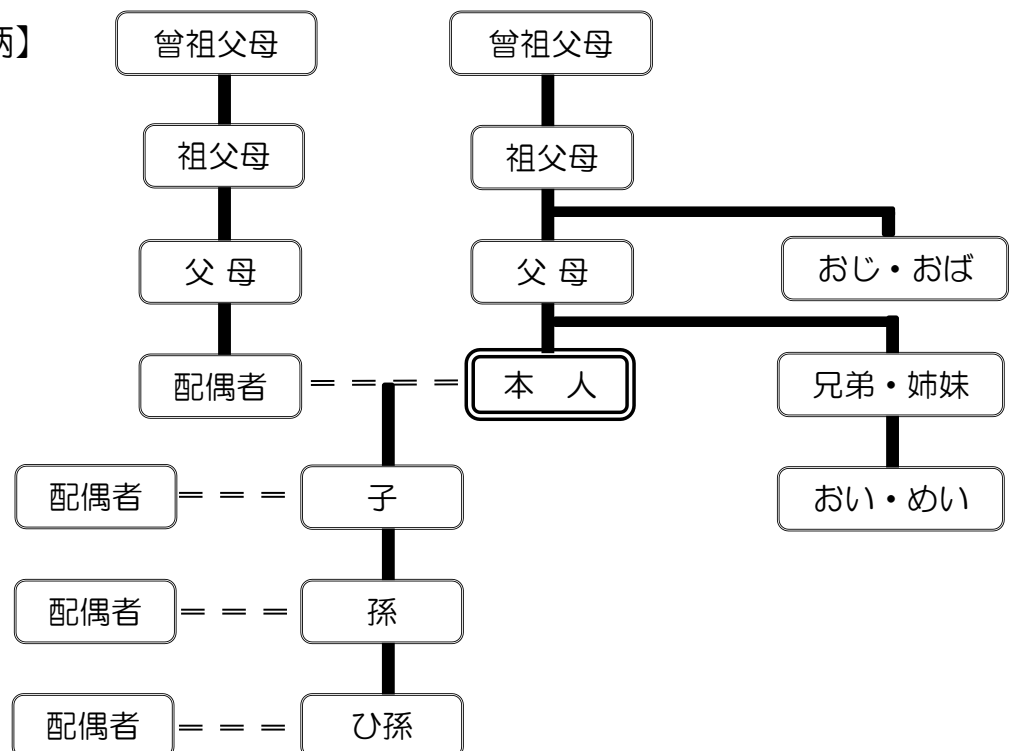 柄】
曾祖父母 曾祖父母
祖父母 祖父母
父 母 父 母 おじ・おば
配偶者 本 人 兄弟・姉妹
配偶者 子 おい・めい
配偶者 孫
配偶者 ひ孫